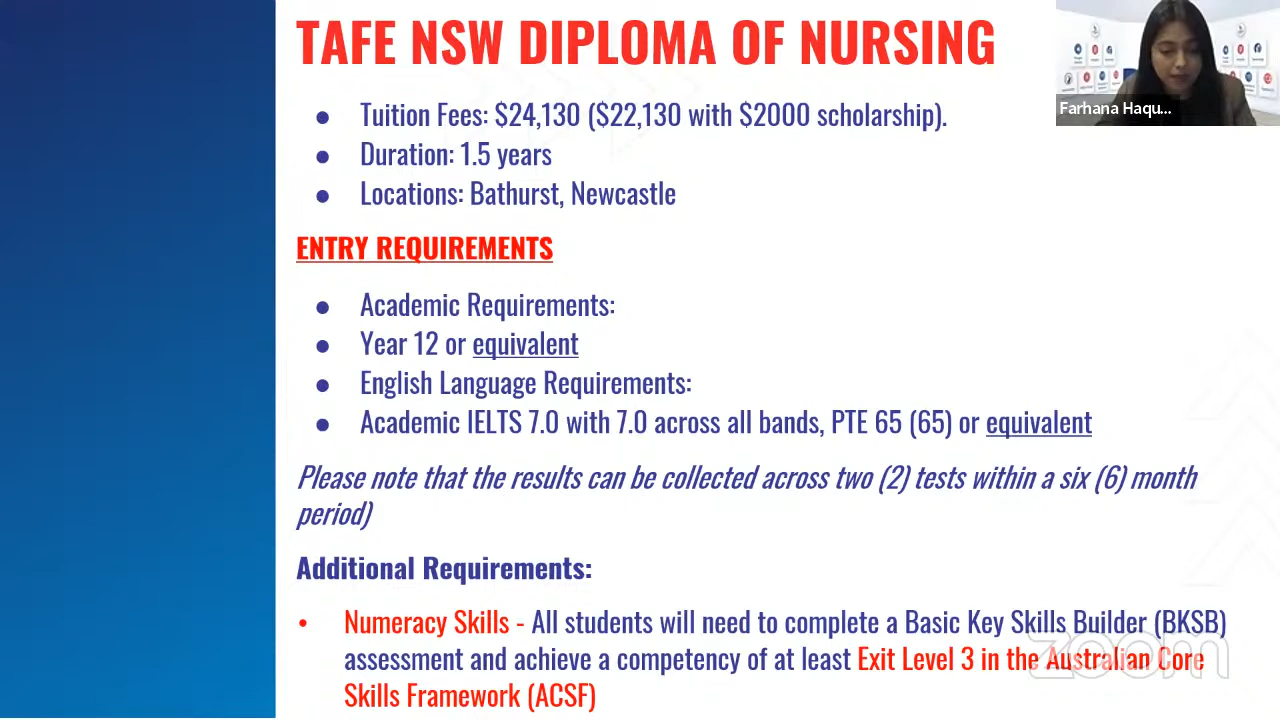 TAFE NSW DIPLOMA OF NURSING
Farhana Haqu...
● Tuition Fees: $24,130 ($22,130 with $2000 scholarship).
● Duration: 1.5 years
● Locations: Bathurst, Newcastle
ENTRY REQUIREMENTS
● Academic Requirements:
● Year 12 or equivalent
● English Language Requirements:
● Academic IELTS 7.0 with 7.0 across all bands, PTE 65 (65) or equivalent
Please note that the results can be collected across two (2) tests within a six (6) month
period)
Additional Requirements:
• Numeracy Skills - All students will need to complete a Basic Key Skills Builder (BKSB)
assessment and achieve a competency of at least Exit Level 3 in the Australian Core
Skills Framework (ACSF)
zoom